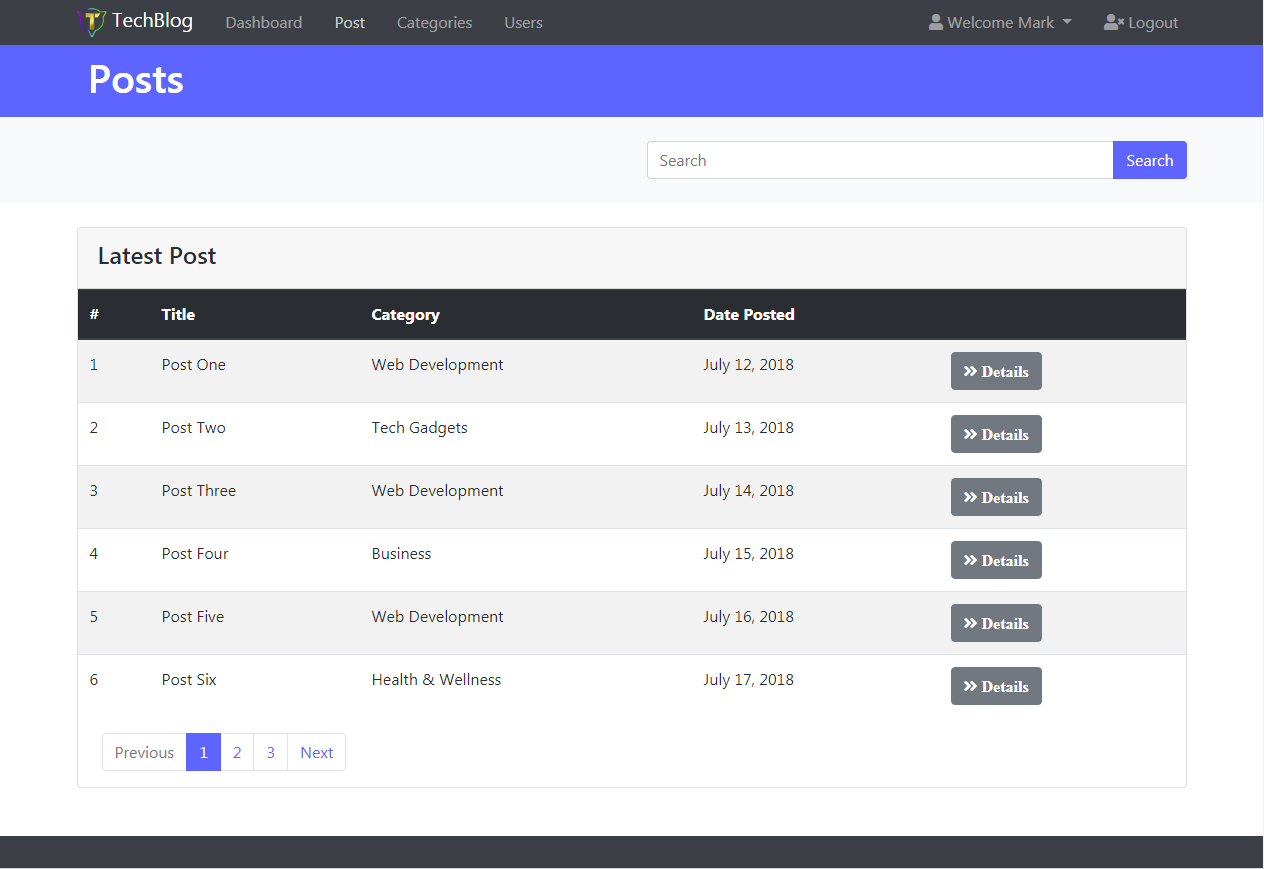 TechBlog Dashboard Post Categories Users Welcome Mark Logout
Posts
Search Search
Latest Post
# Title Category Date Posted
1 Post One Web Development July 12, 2018 Details
2 Post Two Tech Gadgets July 13, 2018 Details
3 Post Three Web Development July 14, 2018 Details
4 Post Four Business July 15, 2018 Details
5 Post Five Web Development July 16, 2018 Details
6 Post Six Health & Wellness July 17, 2018 Details
Previous 1 2 3 Next